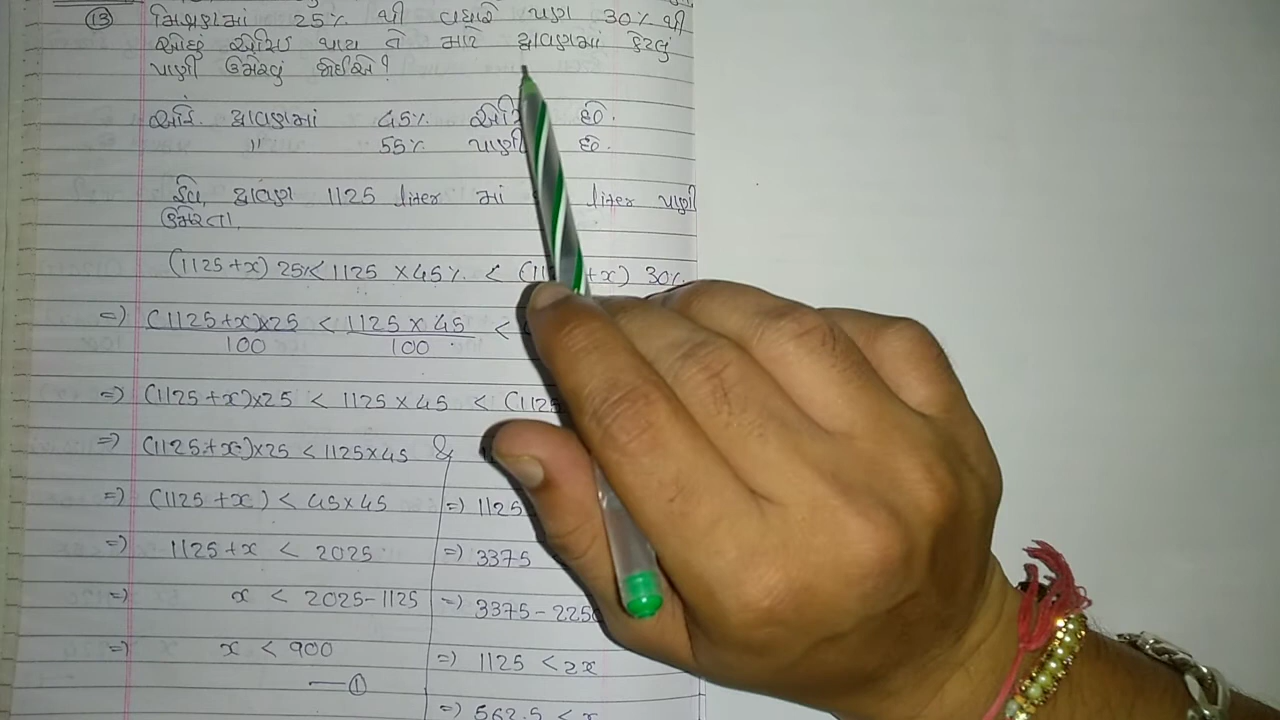 (13) મિશ્રણમાં 25% થી વધારે પણ 30% થી
ઓછું એસિડ થાય તે માટે દ્રાવણમાં કેટલું
પાણી ઉમેરવું જોઈએ?
દ્રાવણમાં 45% હતે.
" 55% હતે.
હવે, દ્રાવણ 1125 liter માં liter પાણી
ઉમેરતા,
(1125+x) 25% < 1125 × 45% < +x) 30%.
=) (1125+x)×25 / 100 < 1125 × 45 / 100 <
=) (1125+x)×25 < 1125 × 45 < (1125
=) (1125+x)×25 < 1125×45 &
=) (1125+x) < 45×45
=) 1125+x < 2025
=) x < 2025-1125
=) x < 900
—①
=) 1125
=) 3375
=) 3375-2250
=) 1125 < 2x
=) 562.5 < x